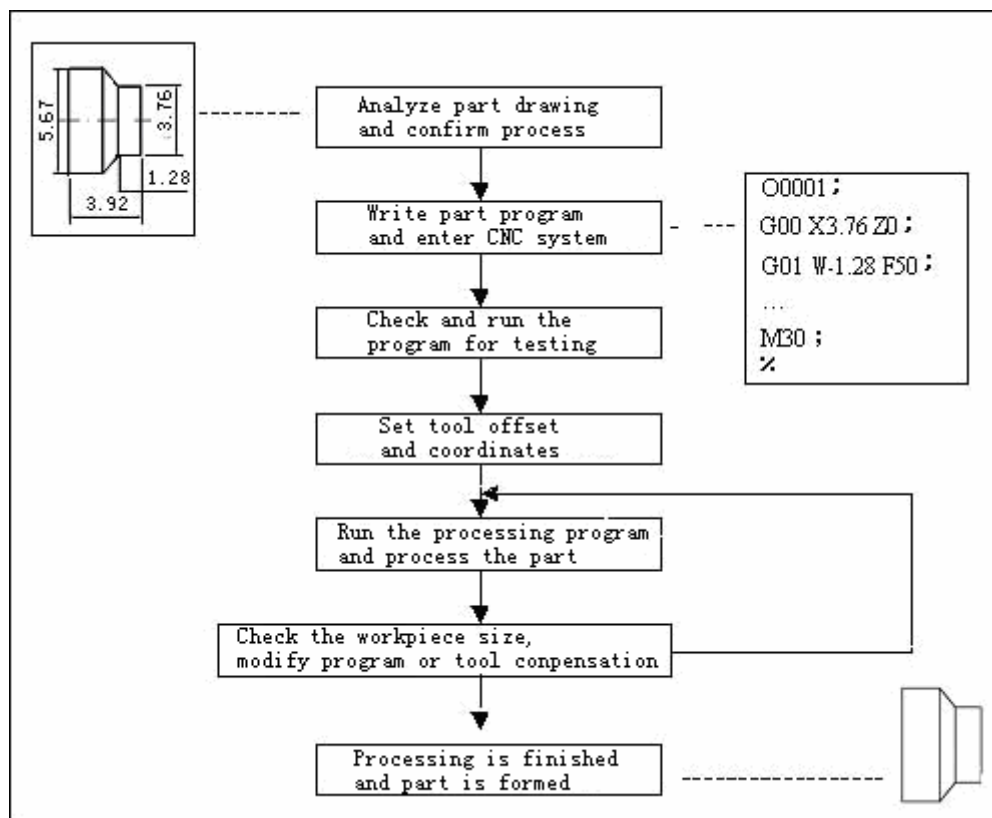 5.67
3.76
1.28
3.92
Analyze part drawing
and confirm process
Write part program
and enter CNC system
O0001;
G00 X3.76 Z0;
G01 W-1.28 F50;
...
M30;
%
Check and run the
program for testing
Set tool offset
and coordinates
Run the processing program
and process the part
Check the workpiece size,
modify program or tool conpensation
Processing is finished
and part is formed